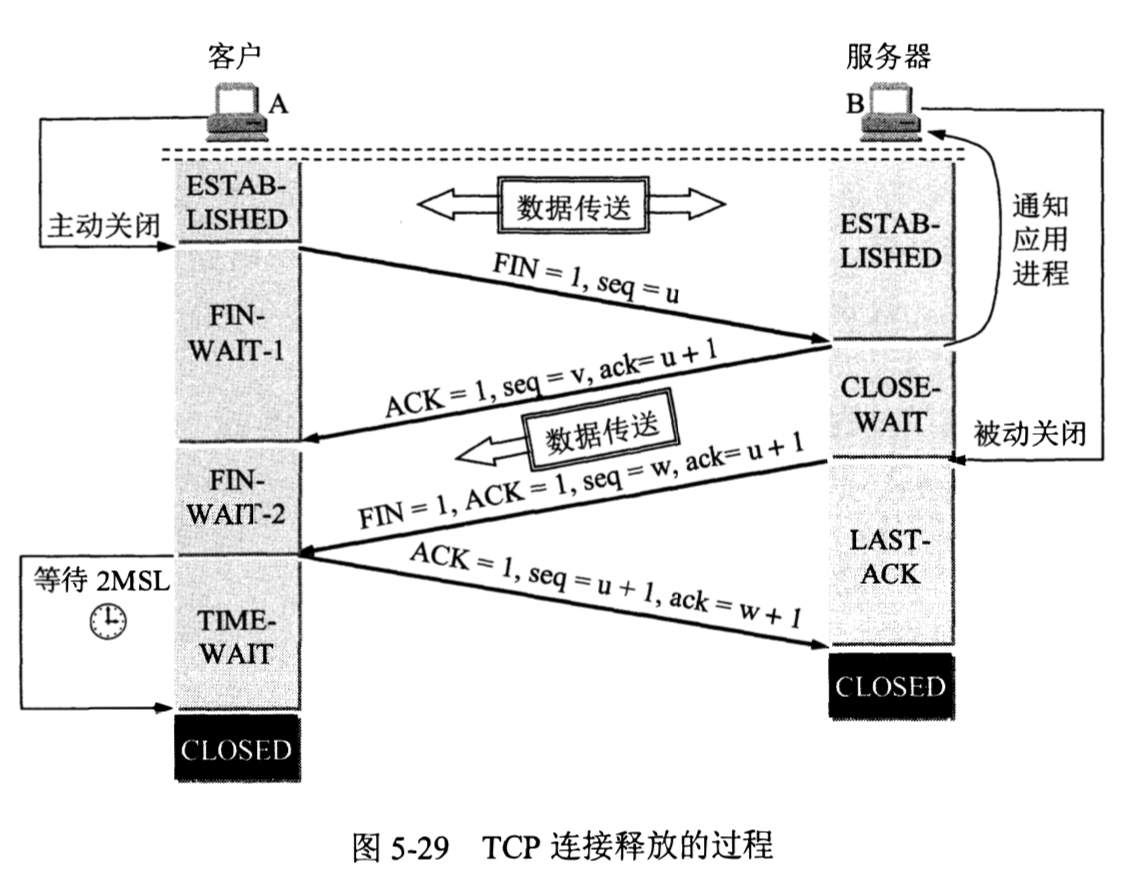 客户
服务器
A
B
ESTAB-
LISHED
数据传送
ESTAB-
LISHED
通知
应用
进程
主动关闭
FIN = 1, seq = u
FIN-
WAIT-1
ACK = 1, seq = v, ack= u + 1
CLOSE-
WAIT
数据传送
被动关闭
FIN-
WAIT-2
FIN = 1, ACK = 1, seq = w, ack= u + 1
LAST-
ACK
等待 2MSL
ACK = 1, seq = u + 1, ack = w + 1
TIME-
WAIT
CLOSED
CLOSED
图 5-29 TCP 连接释放的过程